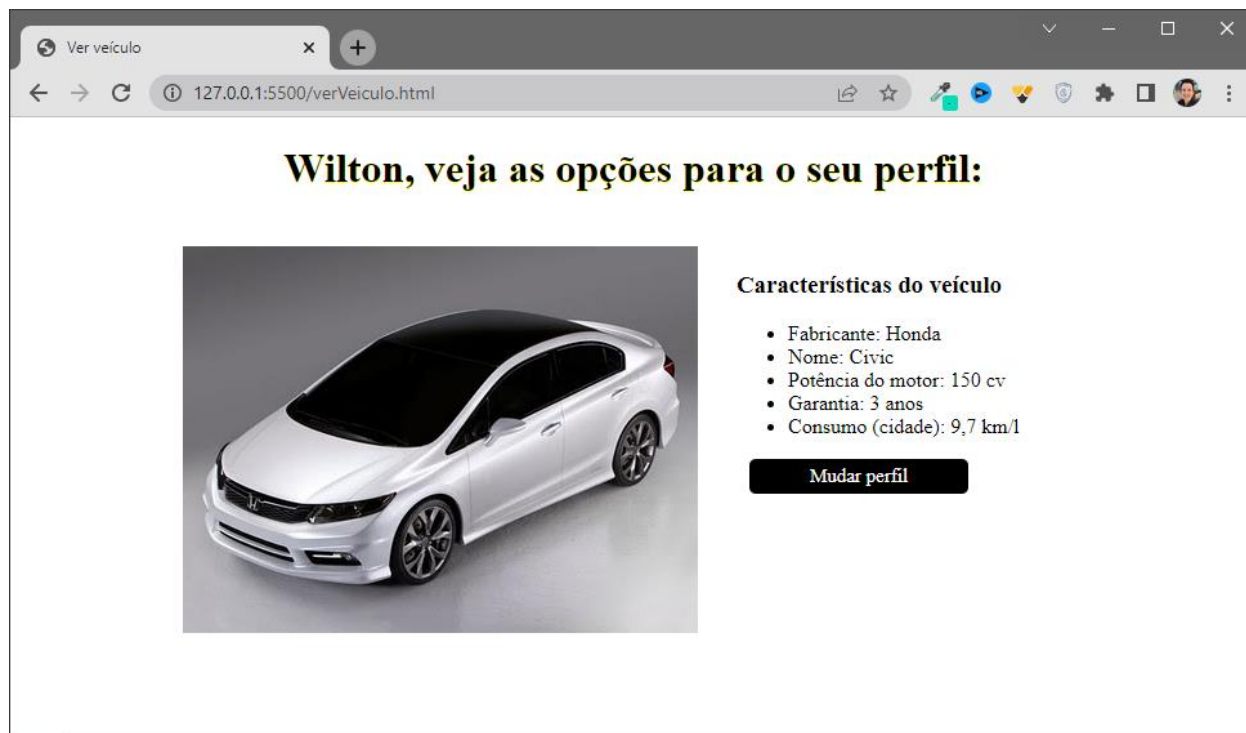 Ver veículo
127.0.0.1:5500/verVeiculo.html
Wilton, veja as opções para o seu perfil:
Características do veículo
Fabricante: Honda
Nome: Civic
Potência do motor: 150 cv
Garantia: 3 anos
Consumo (cidade): 9,7 km/l
Mudar perfil